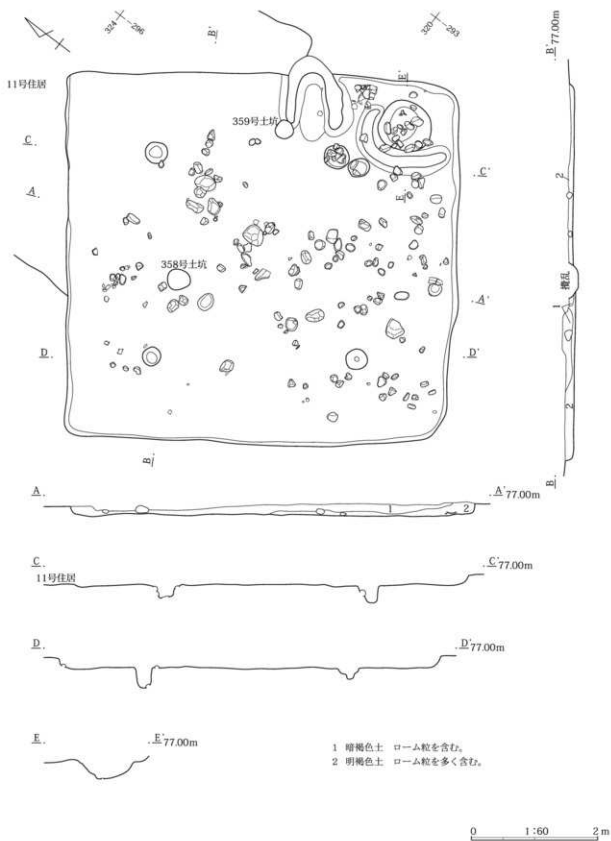 324
-296
B'
320
-293
B' 77.00m
11号住居
E'
359号土坑
C
C'
A
E
2
358号土坑
攪乱
A'
1
D
D'
2
B
B
A
A' 77.00m
1
2
C
C' 77.00m
11号住居
D
D' 77.00m
E
E' 77.00m
1 暗褐色土 ローム粒を含む。
2 明褐色土 ローム粒を多く含む。
0 1:60 2m